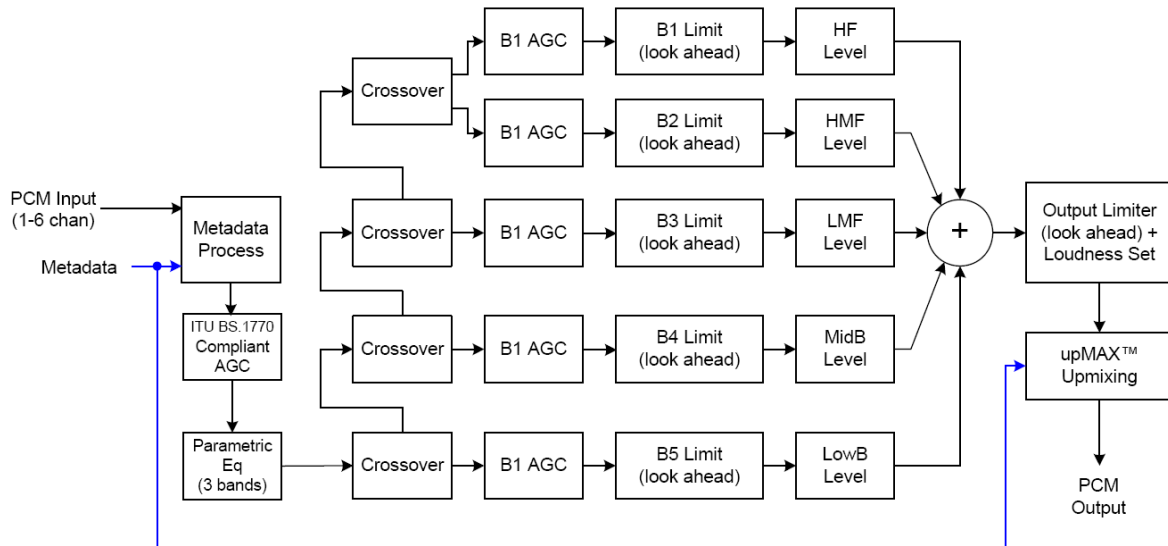 B1 AGC
B1 Limit
(look ahead)
HF
Level
Crossover
B1 AGC
B2 Limit
(look ahead)
HMF
Level
PCM Input
(1-6 chan)
Metadata
Process
Crossover
B1 AGC
B3 Limit
(look ahead)
LMF
Level
+
Output Limiter
(look ahead) +
Loudness Set
Metadata
ITU BS.1770
Compliant
AGC
Crossover
B1 AGC
B4 Limit
(look ahead)
MidB
Level
upMAX™
Upmixing
Parametric
Eq
(3 bands)
Crossover
B1 AGC
B5 Limit
(look ahead)
LowB
Level
PCM
Output